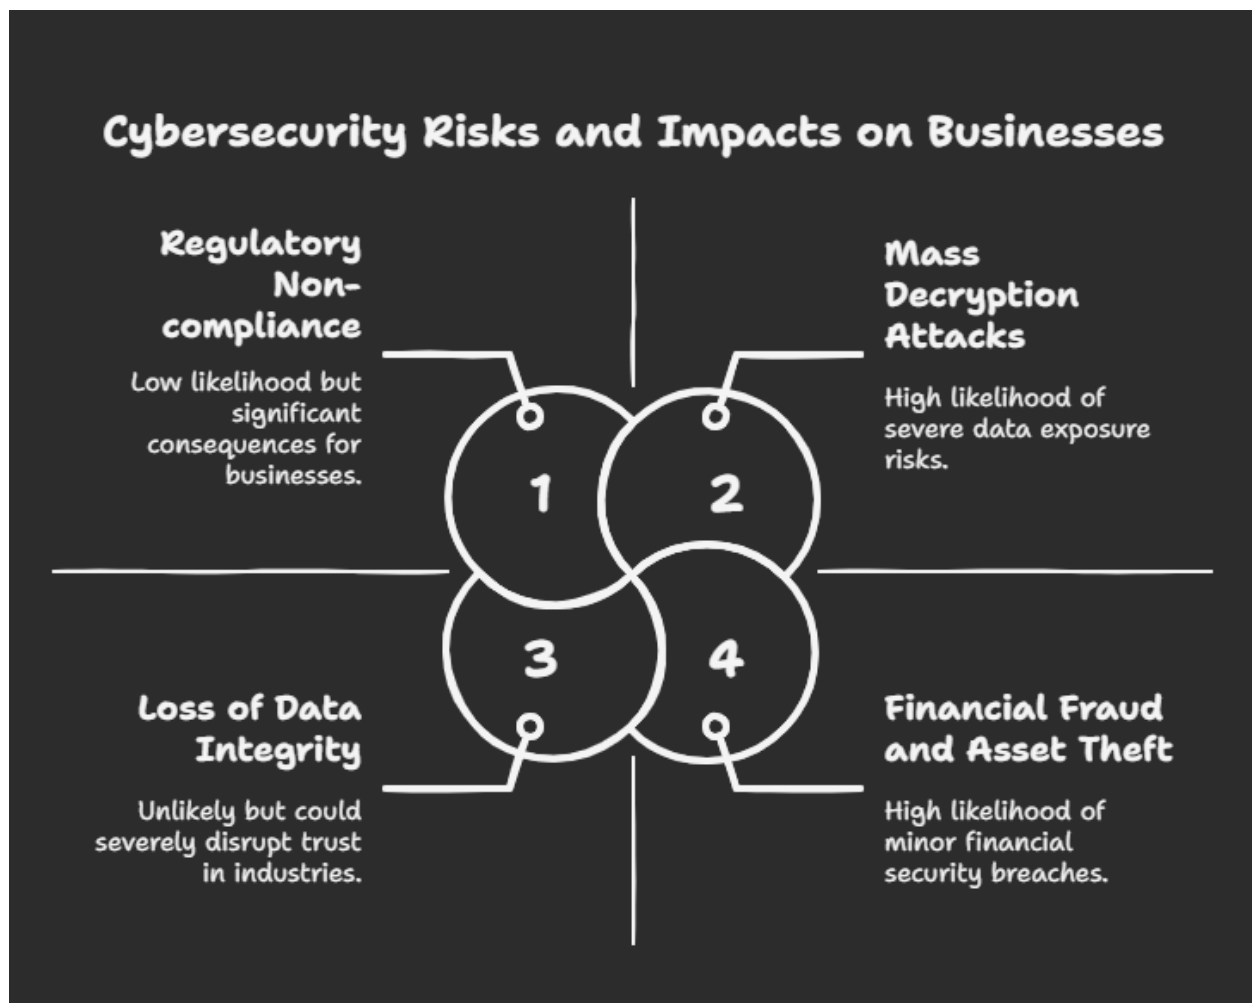 Cybersecurity Risks and Impacts on Businesses
Regulatory
Non-
compliance
Low likelihood but
significant
consequences for
businesses.
Mass
Decryption
Attacks
High likelihood of
severe data exposure
risks.
1
2
3
4
Loss of Data
Integrity
Unlikely but could
severely disrupt trust
in industries.
Financial Fraud
and Asset Theft
High likelihood of
minor financial
security breaches.